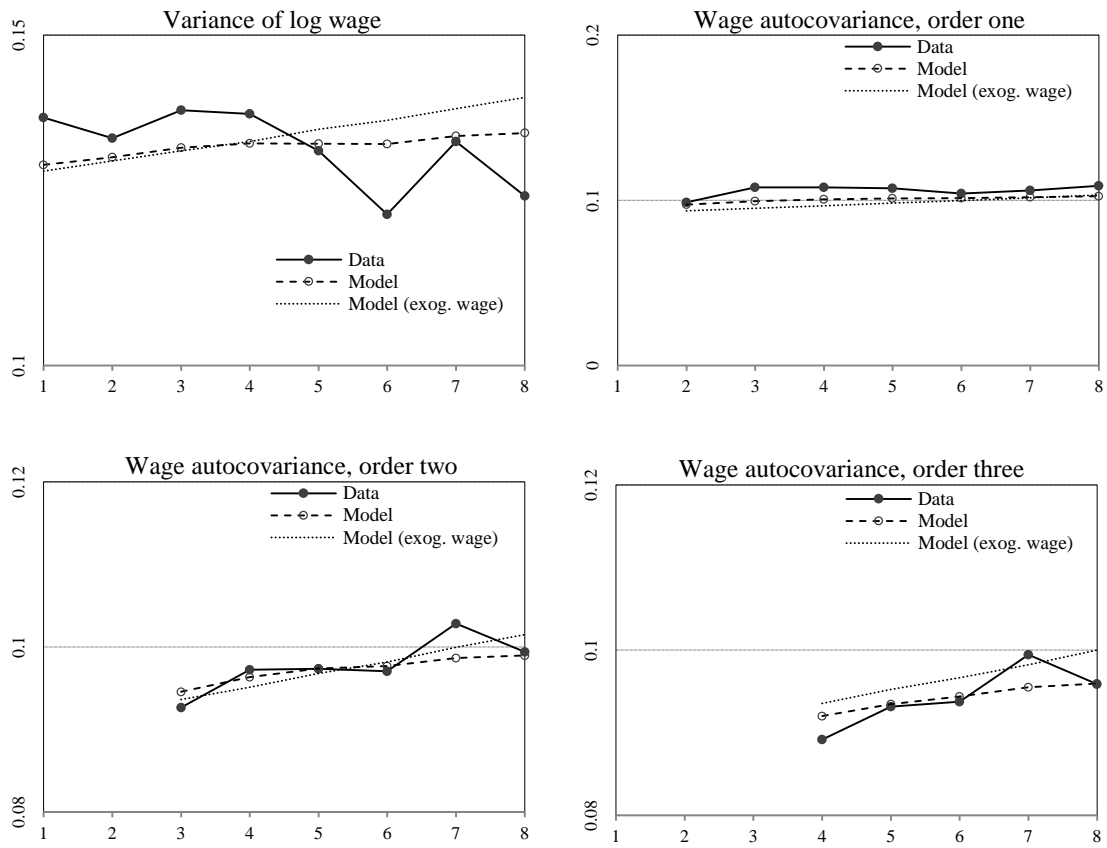 Variance of log wage
0.15
0.1
Data
Model
Model (exog. wage)
1 2 3 4 5 6 7 8
Wage autocovariance, order one
0.2
0.1
0
Data
Model
Model (exog. wage)
1 2 3 4 5 6 7 8
Wage autocovariance, order two
0.12
0.1
0.08
Data
Model
Model (exog. wage)
1 2 3 4 5 6 7 8
Wage autocovariance, order three
0.12
0.1
0.08
Data
Model
Model (exog. wage)
1 2 3 4 5 6 7 8